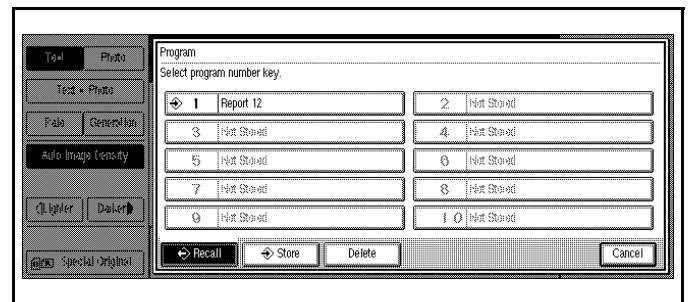 Text Photo
Text • Photo
Pale Generation
Auto Image Density
Lighter Darker
Special Original
Program
Select program number key.
1 Report 12
2 Not Stored
3 Not Stored
4 Not Stored
5 Not Stored
6 Not Stored
7 Not Stored
8 Not Stored
9 Not Stored
10 Not Stored
Recall Store Delete Cancel